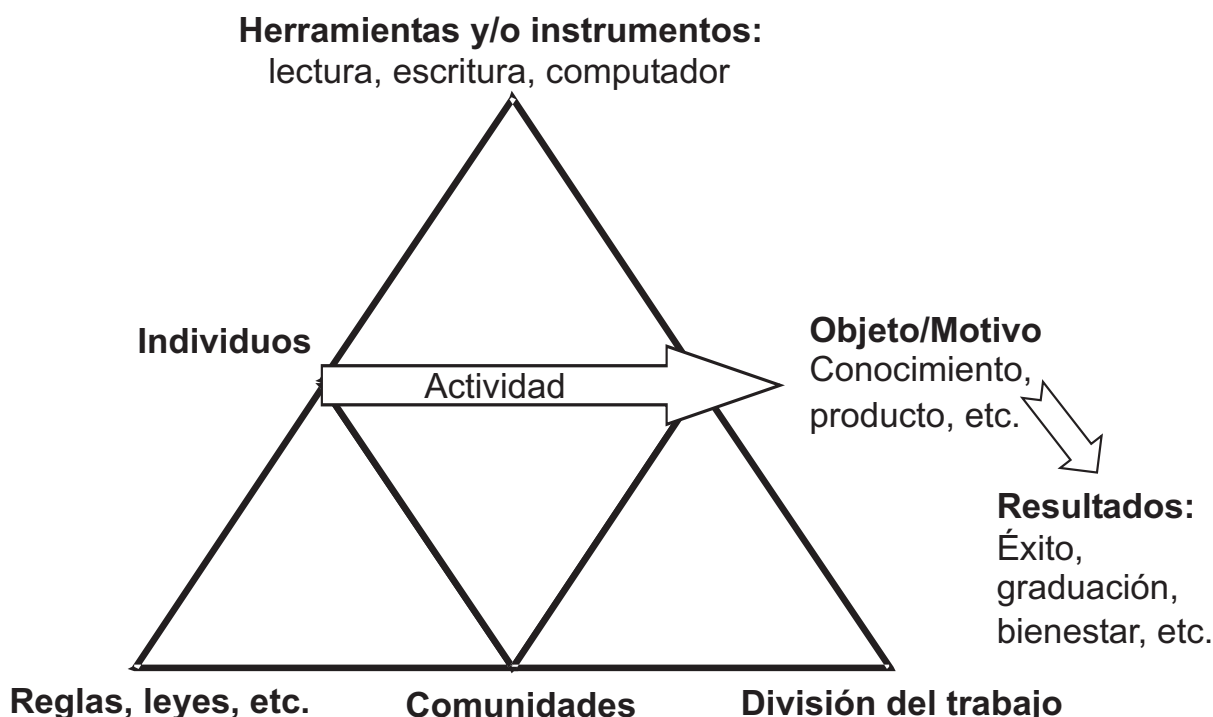 Herramientas y/o instrumentos:
lectura, escritura, computador
Individuos
Actividad
Objeto/Motivo
Conocimiento,
producto, etc.
Resultados:
Éxito,
graduación,
bienestar, etc.
Reglas, leyes, etc.
Comunidades
División del trabajo